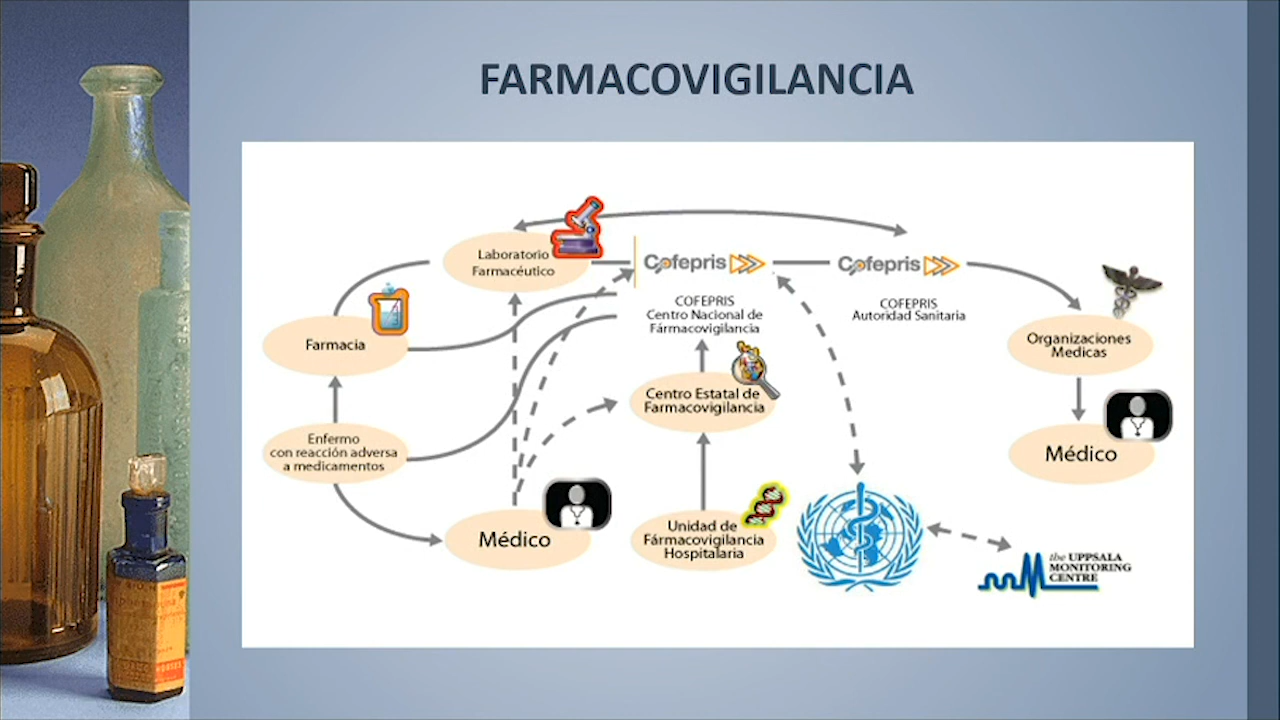 FARMACOVIGILANCIA
Laboratorio
Farmacéutico
Cofepris
Cofepris
COFEPRIS
Centro Nacional de
Fármacovigilancia
COFEPRIS
Autoridad Sanitaria
Farmacia
Organizaciones
Medicas
Centro Estatal de
Farmacovigilancia
Enfermo
con reacción adversa
a medicamentos
Médico
Médico
Unidad de
Fármacovigilancia
Hospitalaria
the UPPSALA
MONITORING
CENTRE